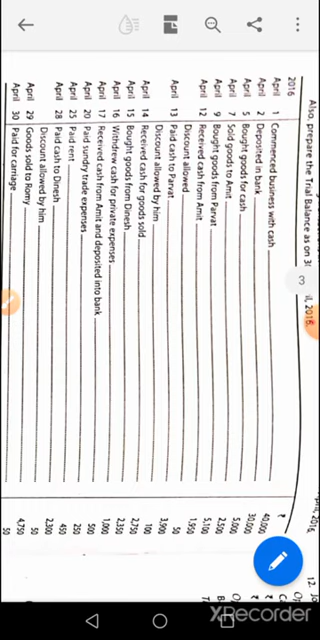 Also, prepare the Trial Balance as on 30
il, 2016.
2016 ₹
April 1 Commenced business with cash 40,000
April 2 Deposited in bank 30,000
April 5 Bought goods for cash 5,000
April 7 Sold goods to Amit 2,500
April 9 Bought goods from Parvat 5,100
April 12 Received cash from Amit 1,950
Discount allowed 50
April 13 Paid cash to Parvat 3,900
Discount allowed by him 100
April 14 Received cash for goods sold 2,750
April 15 Bought goods from Dinesh 2,350
April 16 Withdrew cash for private expenses 1,000
April 17 Received cash from Amit and deposited into bank 500
April 20 Paid sundry trade expenses 250
April 25 Paid rent 450
April 28 Paid cash to Dinesh 2,300
Discount allowed by him 50
April 29 Goods sold to Romy 4,750
April 30 Paid for carriage 50
3
12.
XRecorder